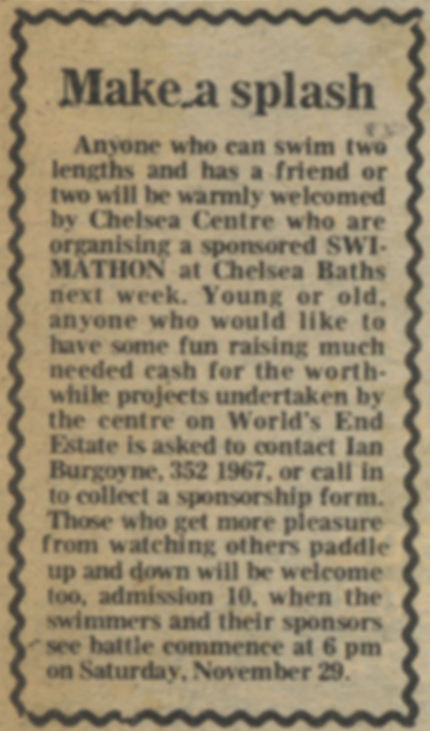 Make a splash
Anyone who can swim two
lengths and has a friend or
two will be warmly welcomed
by Chelsea Centre who are
organising a sponsored SWI-
MATHON at Chelsea Baths
next week. Young or old,
anyone who would like to
have some fun raising much
needed cash for the worth-
while projects undertaken by
the centre on World's End
Estate is asked to contact Ian
Burgoyne, 352 1967, or call in
to collect a sponsorship form.
Those who get more pleasure
from watching others paddle
up and down will be welcome
too, admission 10, when the
swimmers and their sponsors
see battle commence at 6 pm
on Saturday, November 29.